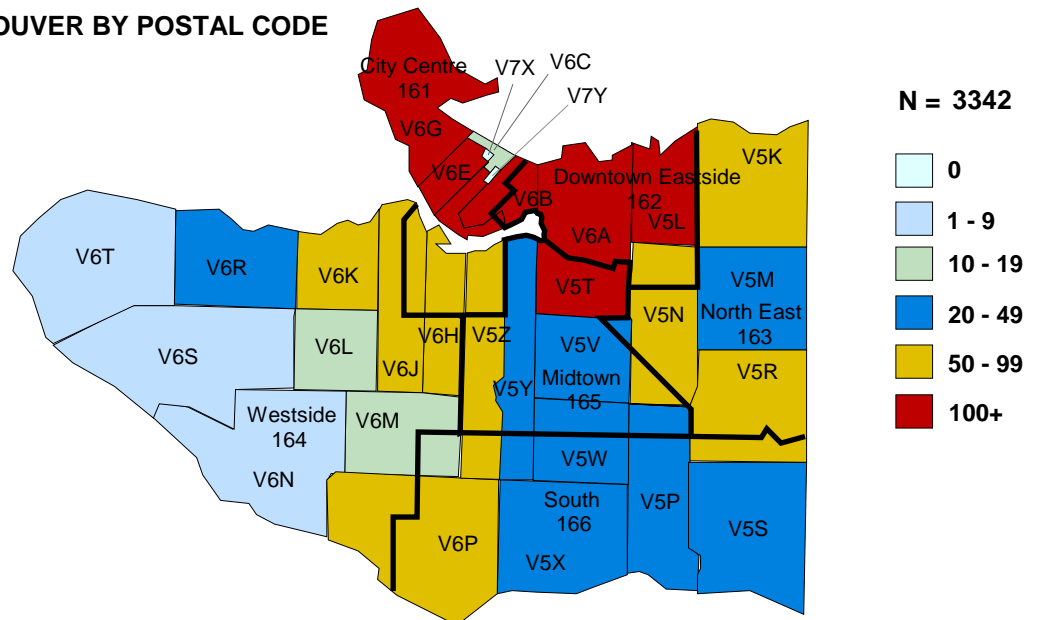 OUVER BY POSTAL CODE
City Centre
161
V7X
V6C
V7Y
V6G
V6E
V6B
Downtown Eastside
162
V5L
V6A
V5K
V6T
V6R
V6K
V5T
V5M
North East
163
V6S
V6L
V6J
V6H
V5Z
V5Y
V5V
Midtown
165
V5N
V5R
Westside
164
V6M
V6N
V5W
South
166
V5P
V5S
V6P
V5X
N = 3342
0
1 - 9
10 - 19
20 - 49
50 - 99
100+